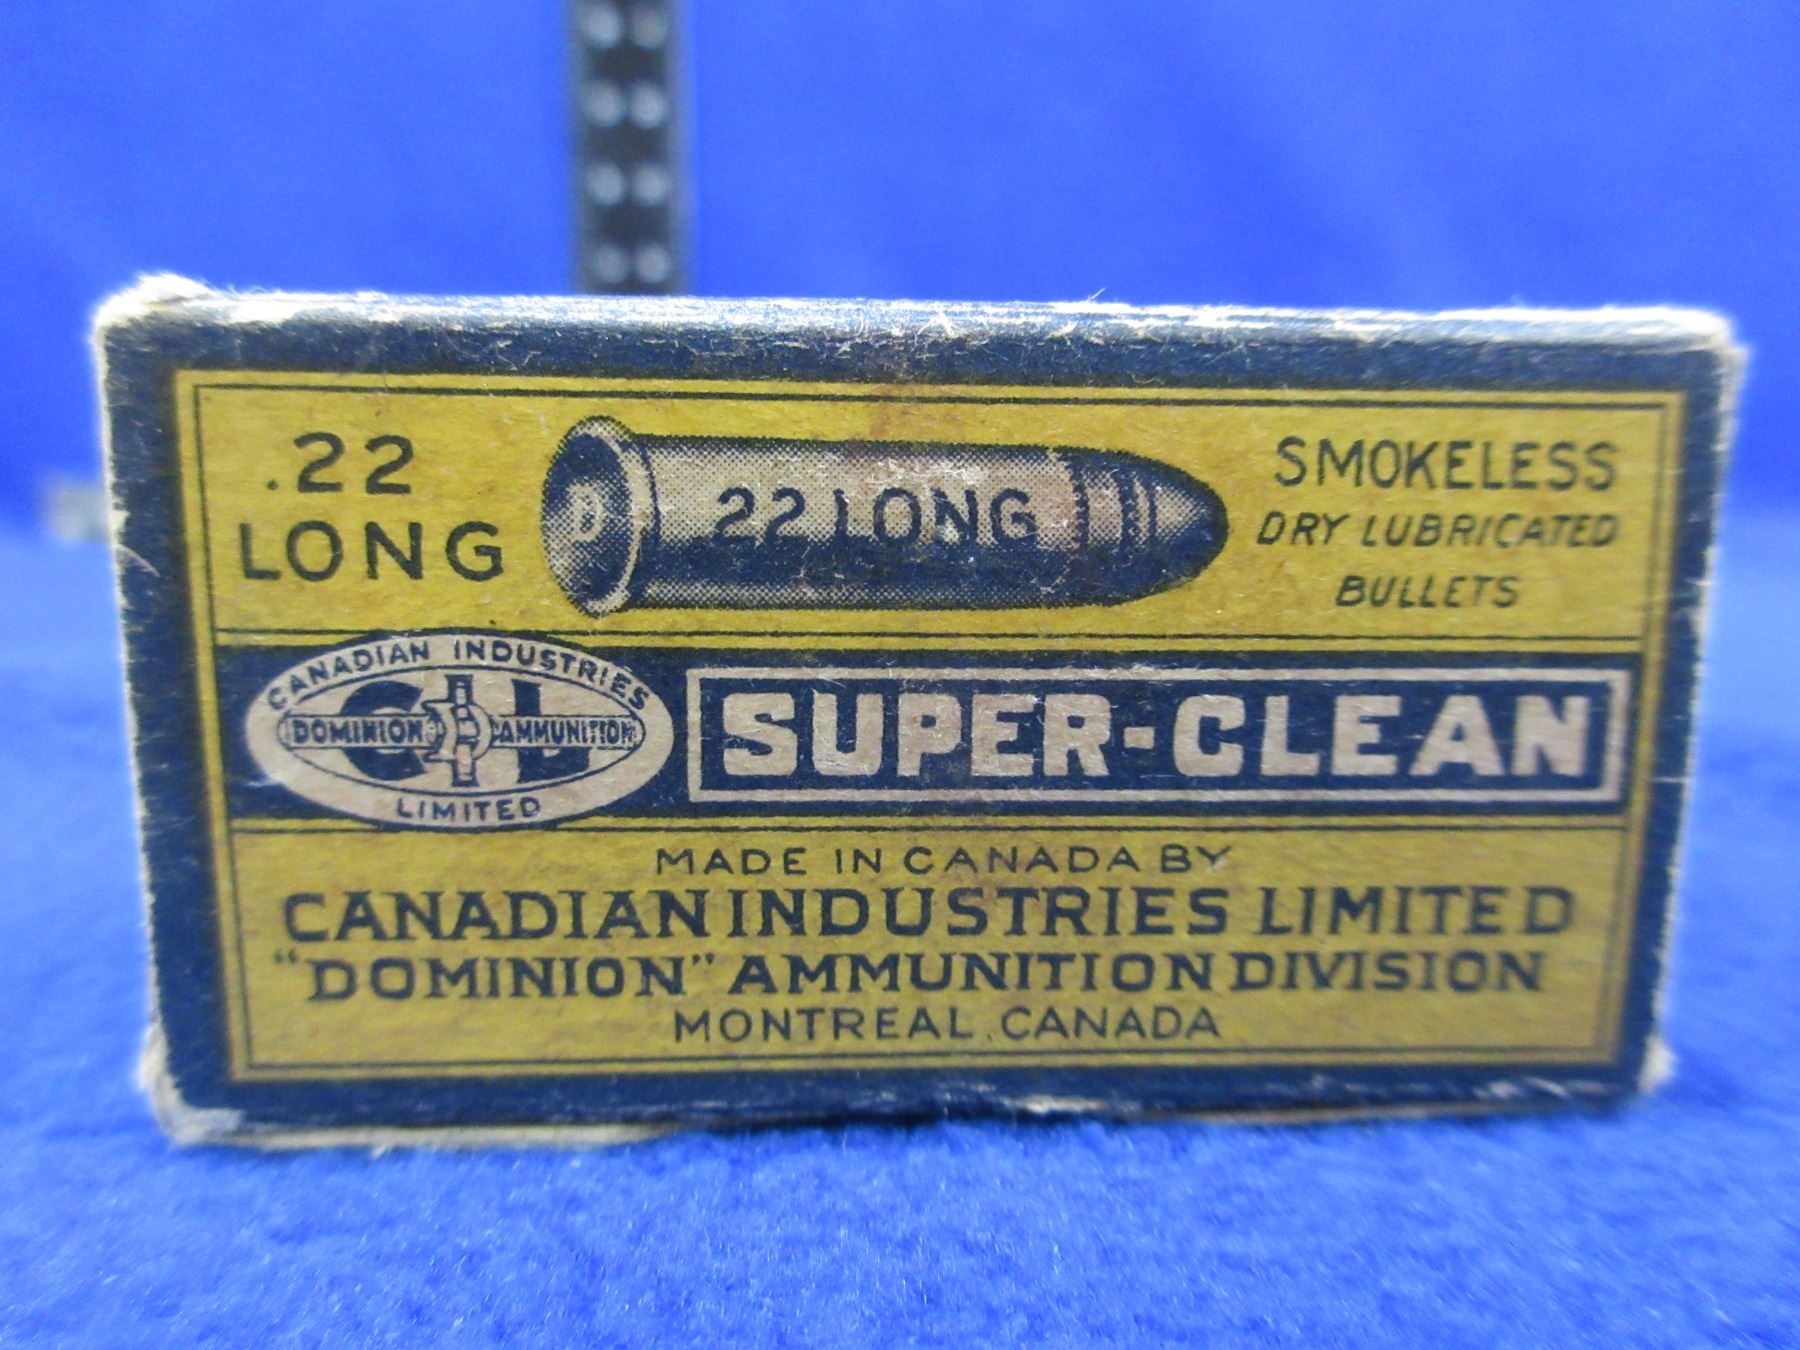 .22
LONG
D
22 LONG
SMOKELESS
DRY LUBRICATED
BULLETS
CANADIAN INDUSTRIES
CIL
DOMINION AMMUNITION
LIMITED
SUPER-CLEAN
MADE IN CANADA BY
CANADIAN INDUSTRIES LIMITED
"DOMINION" AMMUNITION DIVISION
MONTREAL, CANADA